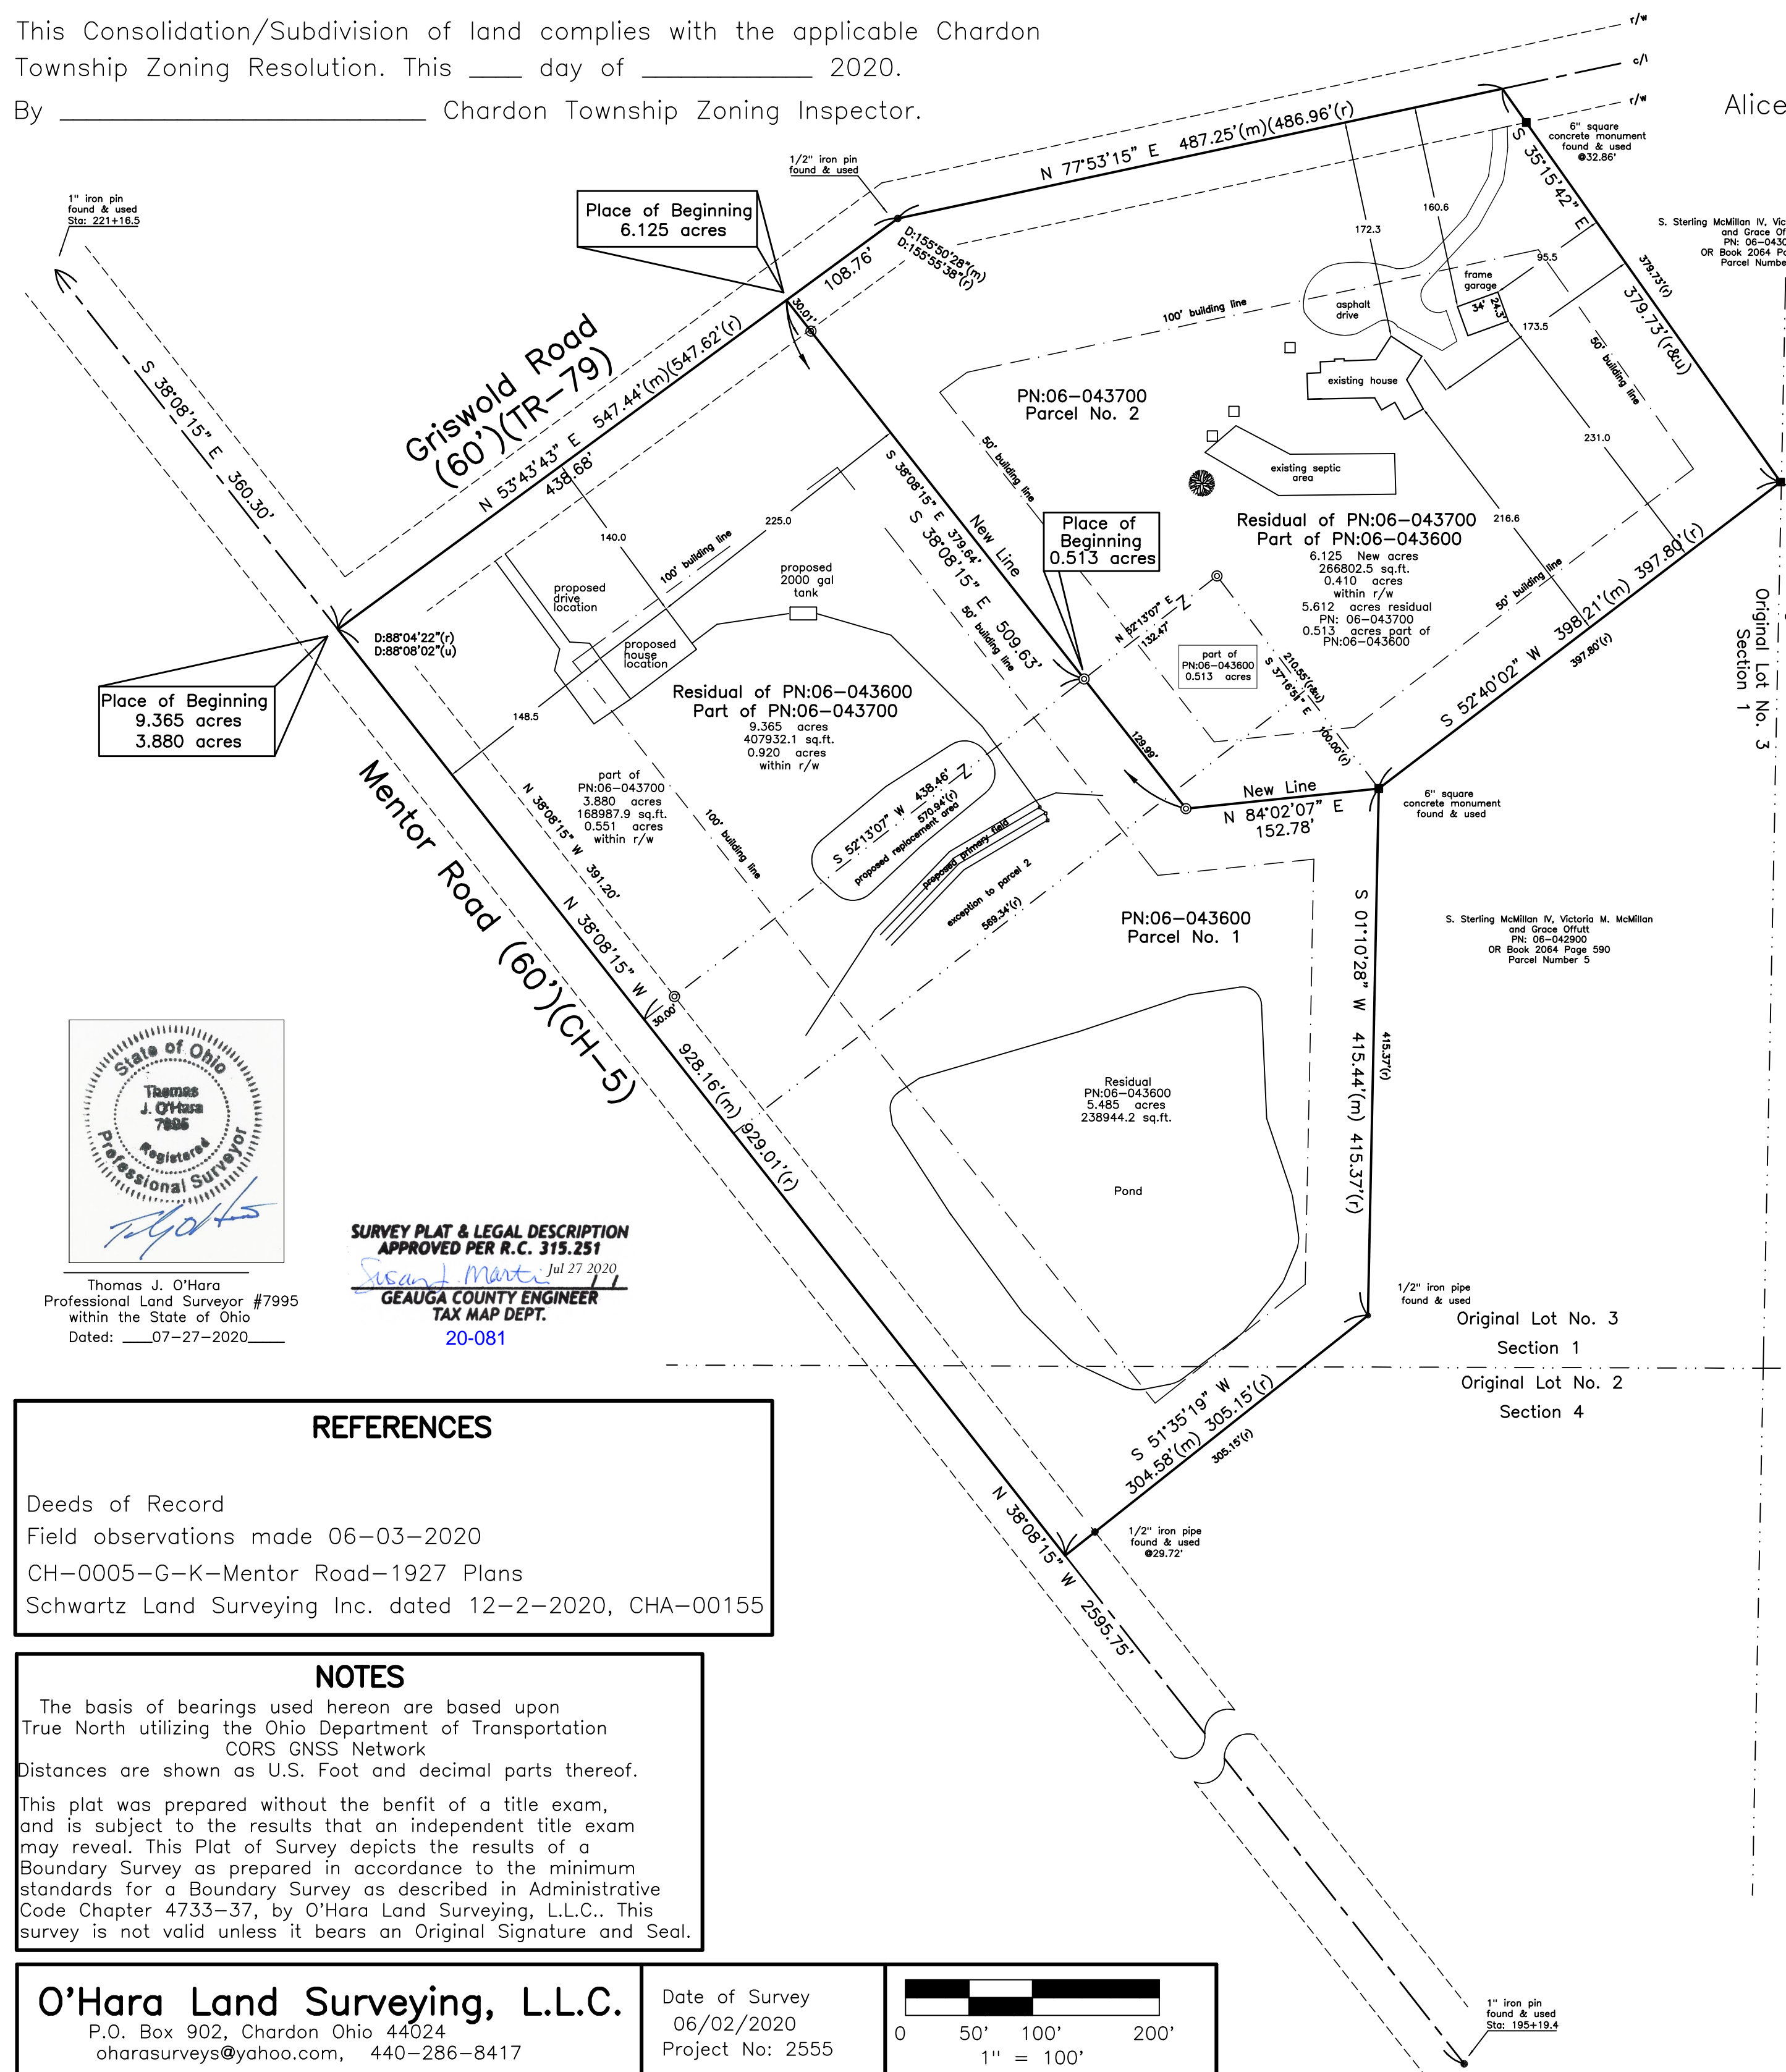 This Consolidation/Subdivision of land complies with the applicable Chardon
Township Zoning Resolution. This ____ day of _____________ 2020.
By ____________________________ Chardon Township Zoning Inspector.
r/w
c/l
r/w
Alice
6" square
concrete monument
found & used
@32.86'
1/2" iron pin
found & used
N 77°53'15" E 487.25'(m)(486.96'(r)
S 35°15'42" E
379.73'(r)
379.73'(r&u)
1" iron pin
found & used
Sta: 221+16.5
Place of Beginning
6.125 acres
S. Sterling McMillan IV, Vic
and Grace Of
PN: 06-043
OR Book 2064 P
Parcel Numbe
108.76'
D:155°50'28"(m)
D:155°55'38"(r)
30.01'
172.3
160.6
95.5
frame
garage
34'
24.3'
173.5
asphalt
drive
100' building line
50' building line
existing house
Griswold Road
(60')(TR-79)
N 53°43'43" E 547.44'(m)(547.62'(r)
438.68'
S 38°08'15" E 360.30'
PN:06-043700
Parcel No. 2
50' building line
231.0
existing septic
area
216.6
S 38°08'15" E 379.64'
New Line
S 38°08'15" E 509.63'
50' building line
Place of
Beginning
0.513 acres
Residual of PN:06-043700
Part of PN:06-043600
6.125 New acres
266802.5 sq.ft.
0.410 acres
within r/w
5.612 acres residual
PN: 06-043700
0.513 acres part of
PN:06-043600
50' building line
S 52°40'02" W 398.21'(m) 397.80'(r)
397.80'(r)
Original Lot No. 3
Section 1
140.0
225.0
100' building line
proposed
drive
location
proposed
2000 gal
tank
proposed
house
location
N 52°13'07" E
132.47'
part of
PN:06-043600
0.513 acres
210.55'(r&u)
S 37°16'51" E
100.00'(r)
129.99'
D:88°04'22"(r)
D:88°08'02"(u)
Place of Beginning
9.365 acres
3.880 acres
148.5
Residual of PN:06-043600
Part of PN:06-043700
9.365 acres
407932.1 sq.ft.
0.920 acres
within r/w
part of
PN:06-043700
3.880 acres
168987.9 sq.ft.
0.551 acres
within r/w
100' building line
S 52°13'07" W 438.46'
570.94'(r)
proposed replacement area
proposed primary field
exception to parcel 2
569.34'(r)
New Line
N 84°02'07" E
152.78'
6" square
concrete monument
found & used
Mentor Road (60')(CH-5)
N 38°08'15" W 391.20'
N 38°08'15" W
30.00'
928.16'(m) 929.01'(r)
PN:06-043600
Parcel No. 1
S 01°10'28" W 415.44'(m) 415.37'(r)
415.37'(r)
S. Sterling McMillan IV, Victoria M. McMillan
and Grace Offutt
PN: 06-042900
OR Book 2064 Page 590
Parcel Number 5
Residual
PN:06-043600
5.485 acres
238944.2 sq.ft.
Pond
State of Ohio
Thomas
J. O'Hara
7995
Registered
Professional Surveyor
Thomas J. O'Hara
Professional Land Surveyor #7995
within the State of Ohio
Dated: ___07-27-2020____
SURVEY PLAT & LEGAL DESCRIPTION
APPROVED PER R.C. 315.251
Susan J. Martin Jul 27 2020
GEAUGA COUNTY ENGINEER
TAX MAP DEPT.
20-081
1/2" iron pipe
found & used
Original Lot No. 3
Section 1
Original Lot No. 2
Section 4
S 51°35'19" W
304.58'(m) 305.15'(r)
305.15'(r)
1/2" iron pipe
found & used
@29.72'
N 38°08'15" W 2595.75'
1" iron pin
found & used
Sta: 195+19.4
REFERENCES
Deeds of Record
Field observations made 06-03-2020
CH-0005-G-K-Mentor Road-1927 Plans
Schwartz Land Surveying Inc. dated 12-2-2020, CHA-00155
NOTES
The basis of bearings used hereon are based upon
True North utilizing the Ohio Department of Transportation
CORS GNSS Network
Distances are shown as U.S. Foot and decimal parts thereof.
This plat was prepared without the benfit of a title exam,
and is subject to the results that an independent title exam
may reveal. This Plat of Survey depicts the results of a
Boundary Survey as prepared in accordance to the minimum
standards for a Boundary Survey as described in Administrative
Code Chapter 4733-37, by O'Hara Land Surveying, L.L.C.. This
survey is not valid unless it bears an Original Signature and Seal.
O'Hara Land Surveying, L.L.C.
P.O. Box 902, Chardon Ohio 44024
oharasurveys@yahoo.com, 440-286-8417
Date of Survey
06/02/2020
Project No: 2555
0 50' 100' 200'
1" = 100'